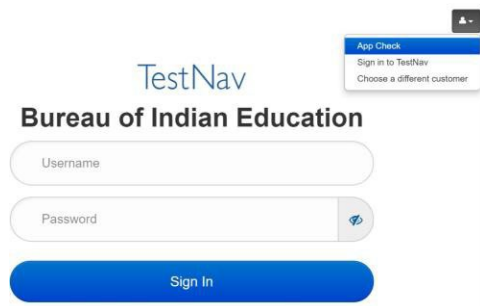 App Check
Sign in to TestNav
Choose a different customer
TestNav
Bureau of Indian Education
Username
Password
Sign In